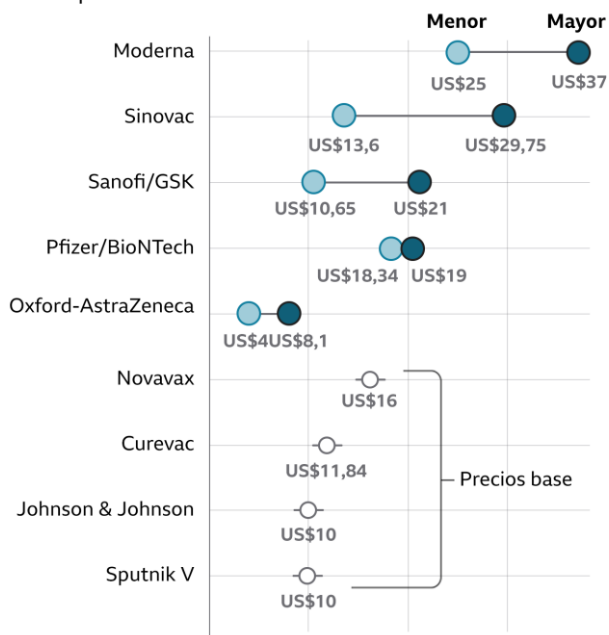 Menor Mayor
Moderna
US$25 US$37
Sinovac
US$13,6 US$29,75
Sanofi/GSK
US$10,65 US$21
Pfizer/BioNTech
US$18,34 US$19
Oxford-AstraZeneca
US$4 US$8,1
Novavax
US$16
Curevac
US$11,84
Precios base
Johnson & Johnson
US$10
Sputnik V
US$10